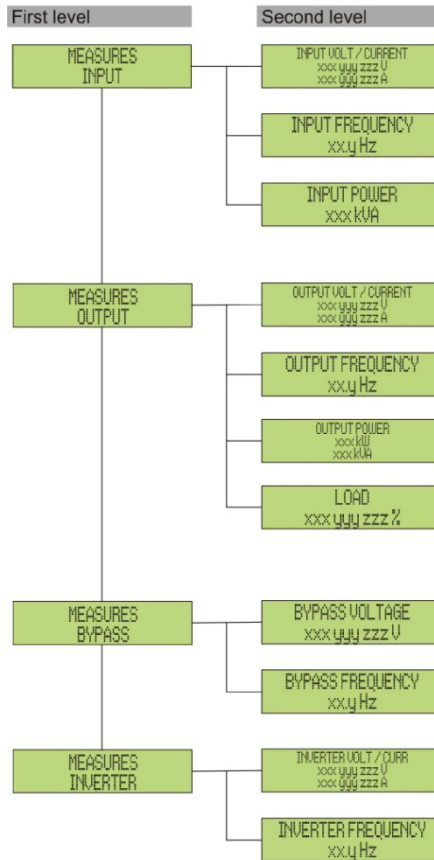 First level
Second level
MEASURES
INPUT
INPUT VOLT / CURRENT
xxx yyy zzz V
xxx yyy zzz A
INPUT FREQUENCY
xx.y Hz
INPUT POWER
xxx kVA
MEASURES
OUTPUT
OUTPUT VOLT / CURRENT
xxx yyy zzz V
xxx yyy zzz A
OUTPUT FREQUENCY
xx.y Hz
OUTPUT POWER
xxx kW
xxx kVA
LOAD
xxx yyy zzz %
MEASURES
BYPASS
BYPASS VOLTAGE
xxx yyy zzz V
BYPASS FREQUENCY
xx.y Hz
MEASURES
INVERTER
INVERTER VOLT / CURR
xxx yyy zzz V
xxx yyy zzz A
INVERTER FREQUENCY
xx.y Hz